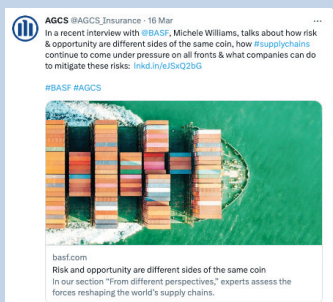 AGCS @AGCS_Insurance · 16 Mar
In a recent interview with @BASF, Michele Williams, talks about how risk
& opportunity are different sides of the same coin, how #supplychains
continue to come under pressure on all fronts & what companies can do
to mitigate these risks: lnkd.in/eJSxQ2bG
#BASF #AGCS
basf.com
Risk and opportunity are different sides of the same coin
In our section "From different perspectives," experts assess the
forces reshaping the world's supply chains.